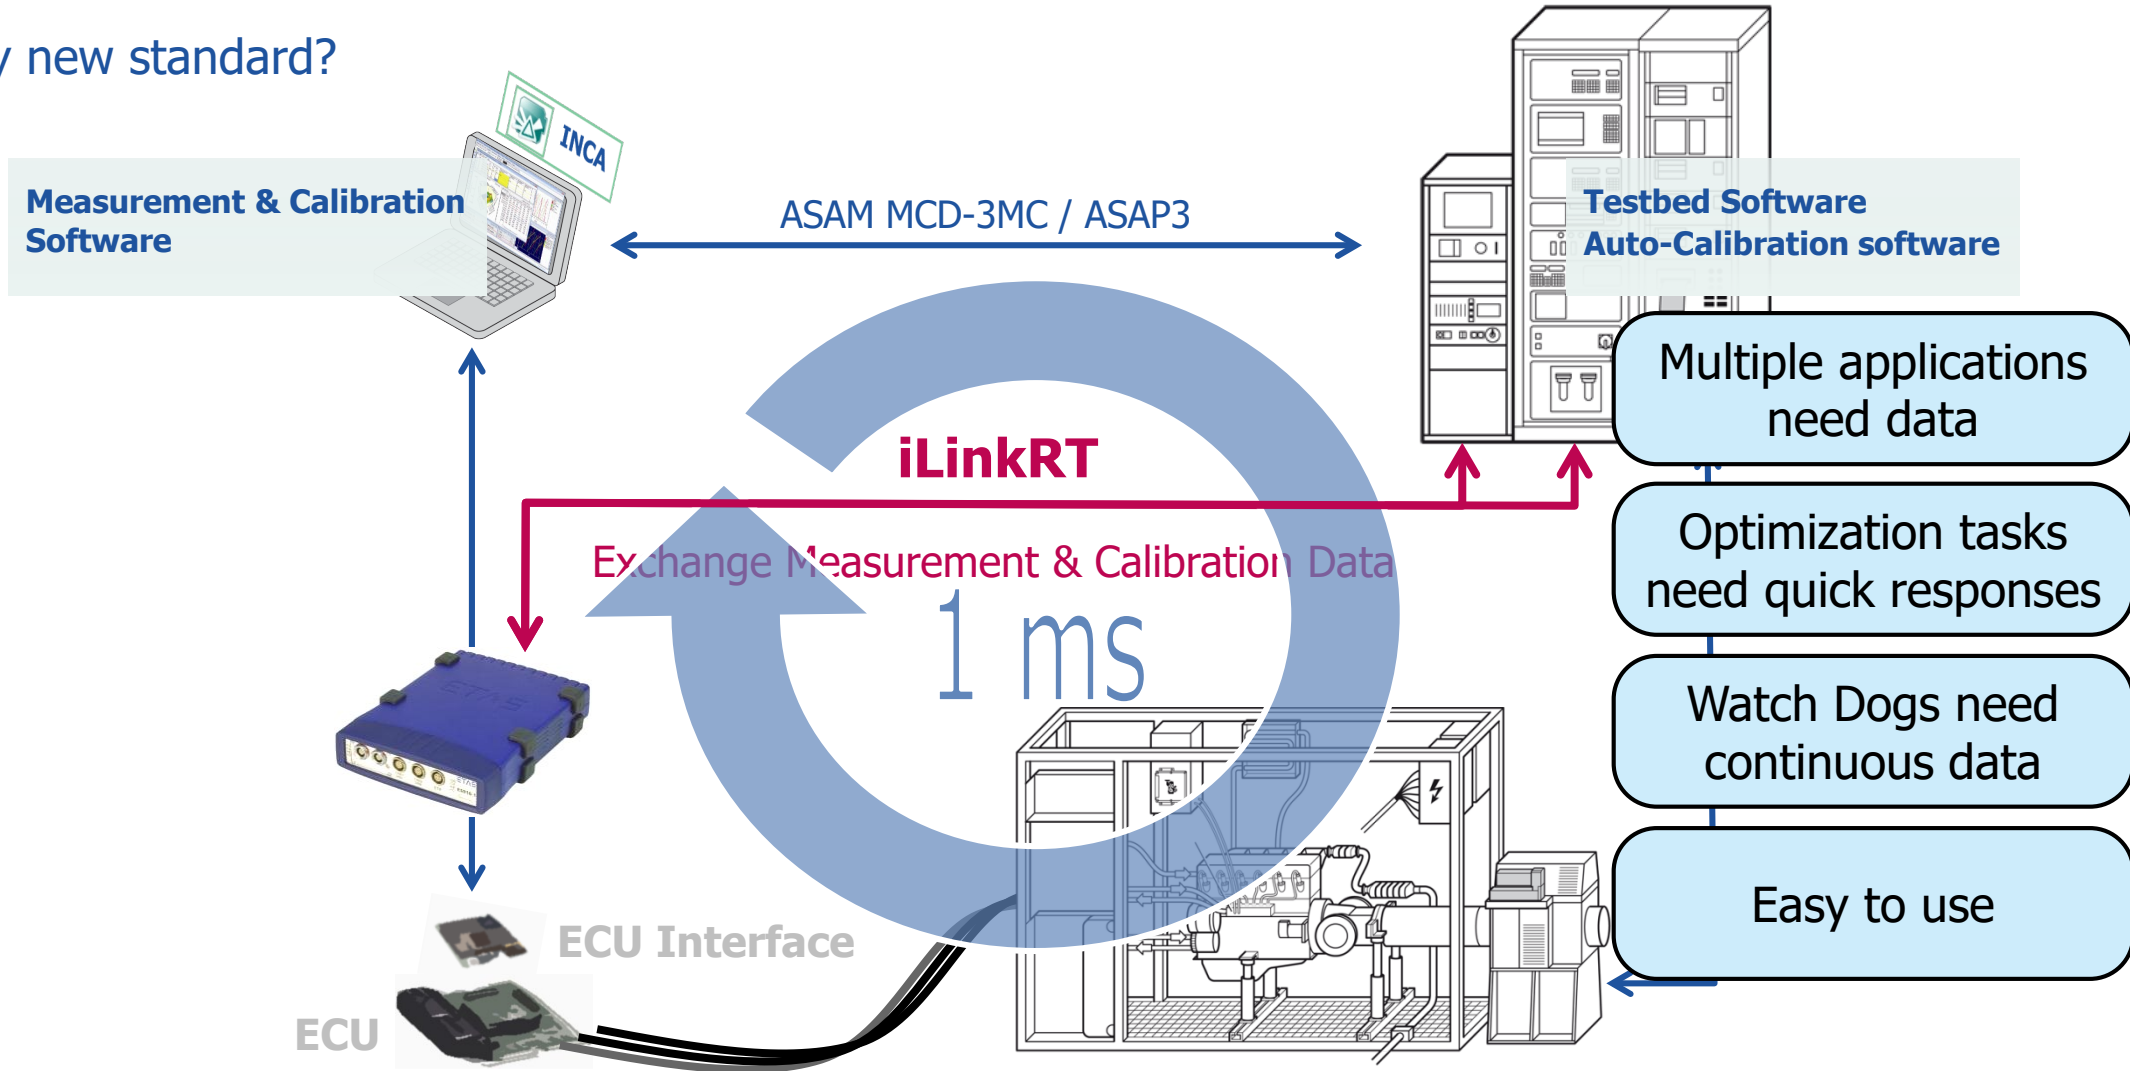 y new standard?
INCA
Measurement & Calibration
Software
ASAM MCD-3MC / ASAP3
Testbed Software
Auto-Calibration software
Multiple applications
need data
iLinkRT
Optimization tasks
need quick responses
Exchange Measurement & Calibration Data
1 ms
ETAS
Watch Dogs need
continuous data
ETAS
Easy to use
ECU Interface
ECU